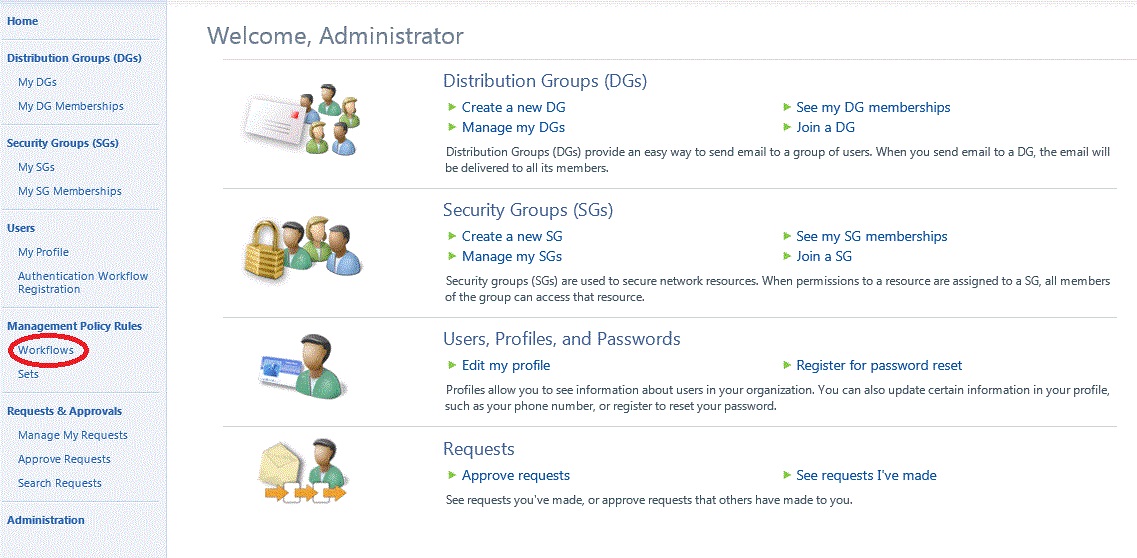 Home
Distribution Groups (DGs)
My DGs
My DG Memberships
Security Groups (SGs)
My SGs
My SG Memberships
Users
My Profile
Authentication Workflow
Registration
Management Policy Rules
Workflows
Sets
Requests & Approvals
Manage My Requests
Approve Requests
Search Requests
Administration
Welcome, Administrator
Distribution Groups (DGs)
Create a new DG
See my DG memberships
Manage my DGs
Join a DG
Distribution Groups (DGs) provide an easy way to send email to a group of users. When you send email to a DG, the email will
be delivered to all its members.
Security Groups (SGs)
Create a new SG
See my SG memberships
Manage my SGs
Join a SG
Security groups (SGs) are used to secure network resources. When permissions to a resource are assigned to a SG, all members
of the group can access that resource.
Users, Profiles, and Passwords
Edit my profile
Register for password reset
Profiles allow you to see information about users in your organization. You can also update certain information in your profile,
such as your phone number, or register to reset your password.
Requests
Approve requests
See requests I've made
See requests you've made, or approve requests that others have made to you.